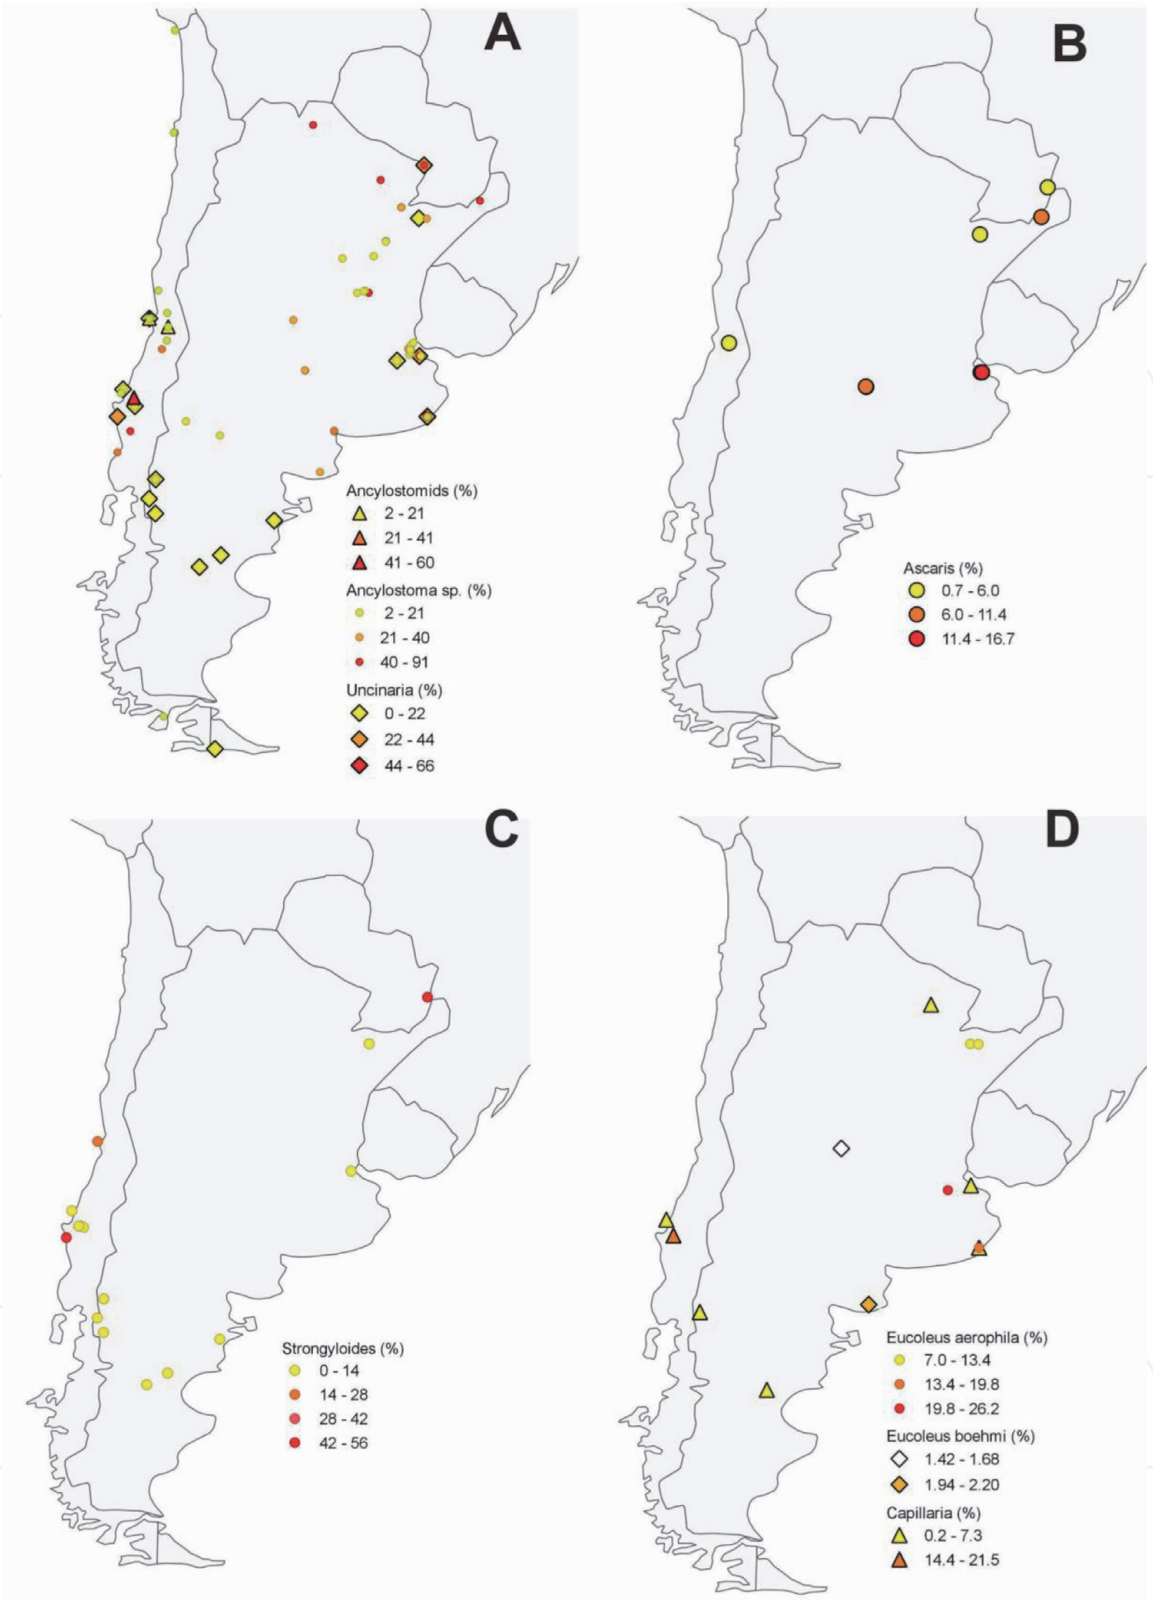 A
B
Ancylostomids (%)
2 - 21
21 - 41
41 - 60
Ancylostoma sp. (%)
2 - 21
21 - 40
40 - 91
Uncinaria (%)
0 - 22
22 - 44
44 - 66
Ascaris (%)
0.7 - 6.0
6.0 - 11.4
11.4 - 16.7
C
D
Strongyloides (%)
0 - 14
14 - 28
28 - 42
42 - 56
Eucoleus aerophila (%)
7.0 - 13.4
13.4 - 19.8
19.8 - 26.2
Eucoleus boehmi (%)
1.42 - 1.68
1.94 - 2.20
Capillaria (%)
0.2 - 7.3
14.4 - 21.5